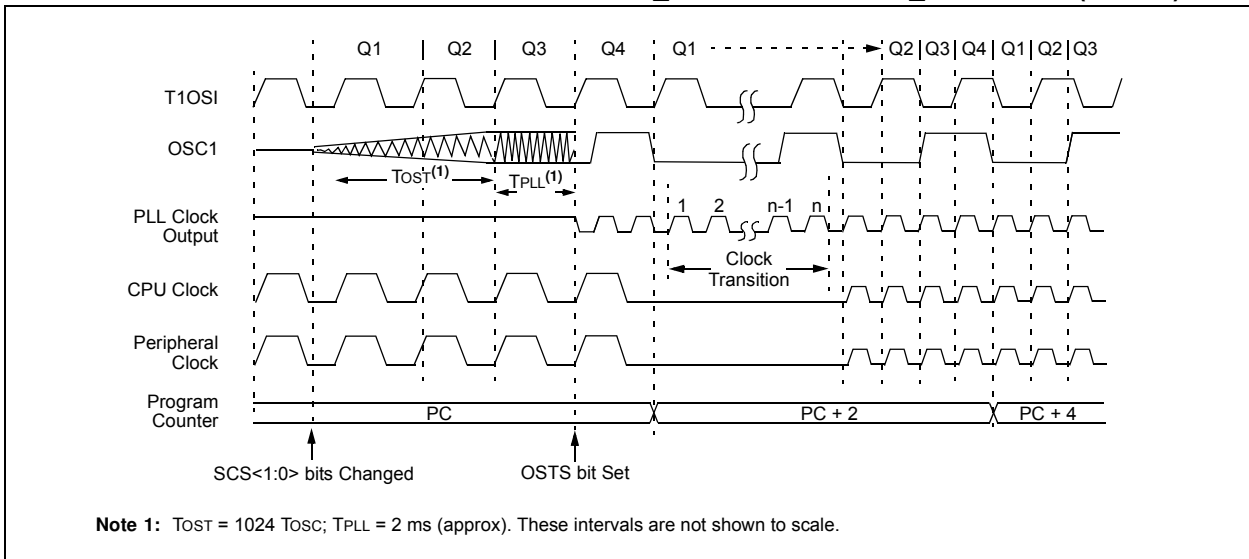 Q1 Q2 Q3 Q4 Q1 Q2 Q3 Q4 Q1 Q2 Q3
T1OSI
OSC1
TOST(1)
TPLL(1)
PLL Clock
Output
1 2 n-1 n
Clock
Transition
CPU Clock
Peripheral
Clock
Program
Counter
PC PC + 2 PC + 4
SCS<1:0> bits Changed OSTS bit Set
Note 1: TOST = 1024 TOSC; TPLL = 2 ms (approx). These intervals are not shown to scale.